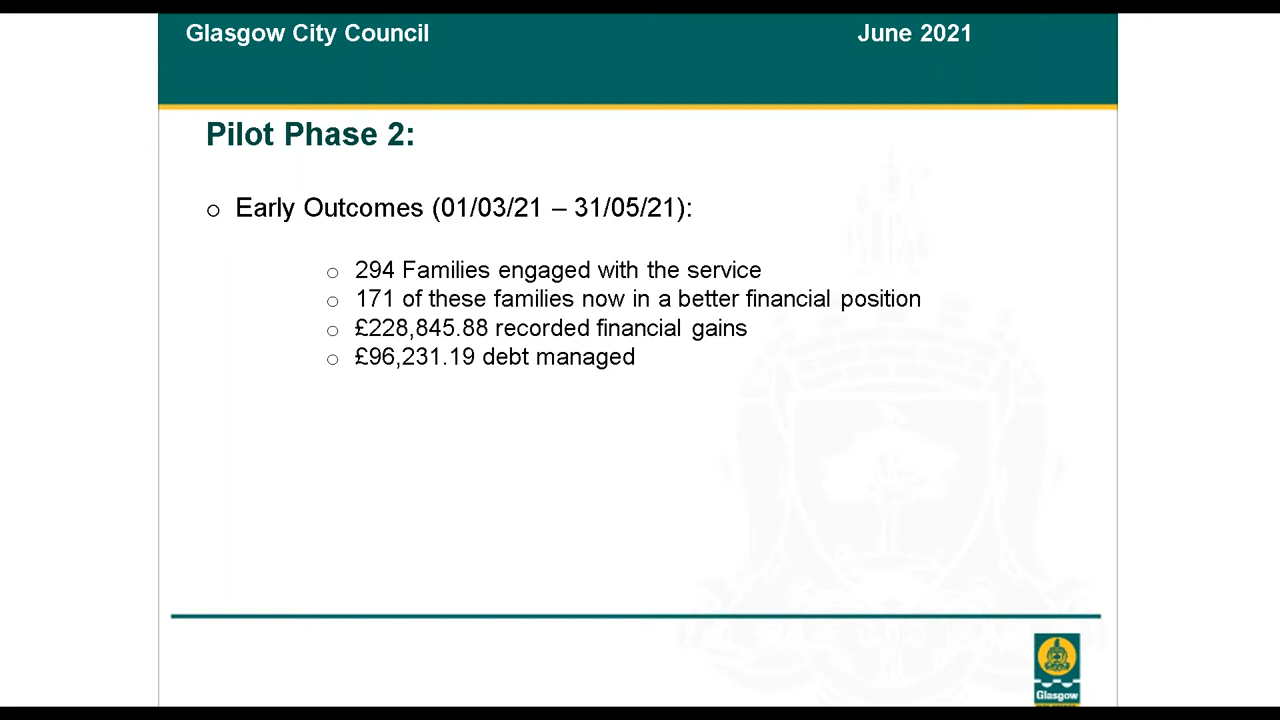 Glasgow City Council June 2021
Pilot Phase 2:
o Early Outcomes (01/03/21 – 31/05/21):
o 294 Families engaged with the service
o 171 of these families now in a better financial position
o £228,845.88 recorded financial gains
o £96,231.19 debt managed
Glasgow